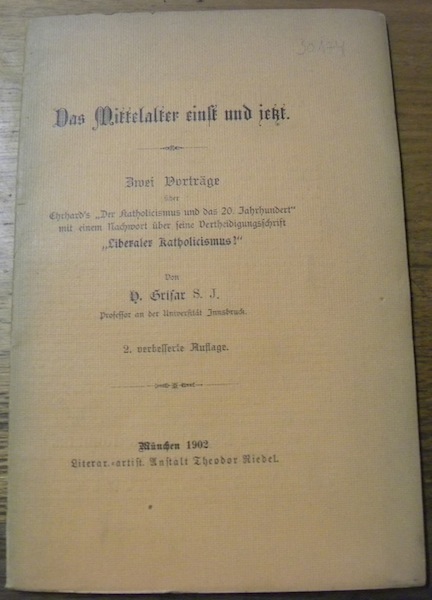 30174
Das Mittelalter einst und jetzt.
Zwei Vorträge
über
Ehrhard's „Der Katholicismus und das 20. Jahrhundert"
mit einem Nachwort über seine Vertheidigungsschrift
„Liberaler Katholicismus?"
Von
H. Grisar S. J.
Professor an der Universität Innsbruck.
2. verbesserte Auflage.
München 1902.
Literar.-artist. Anstalt Theodor Riedel.